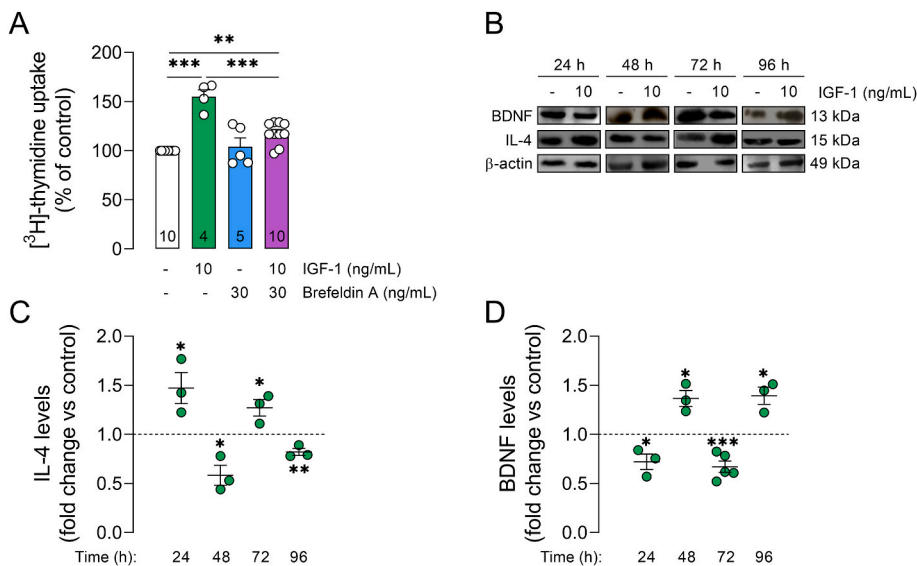 A
[³H]-thymidine uptake
(% of control)
200
150
100
50
0
**
*** ***
10 4 5 10
- 10 - 10 IGF-1 (ng/mL)
- - 30 30 Brefeldin A (ng/mL)
B
24 h 48 h 72 h 96 h
- 10 - 10 - 10 - 10 IGF-1 (ng/mL)
BDNF 13 kDa
IL-4 15 kDa
β-actin 49 kDa
C
IL-4 levels
(fold change vs control)
2.0
1.5
1.0
0.5
0.0
* * * **
Time (h): 24 48 72 96
D
BDNF levels
(fold change vs control)
2.0
1.5
1.0
0.5
0.0
* * *** *
Time (h): 24 48 72 96